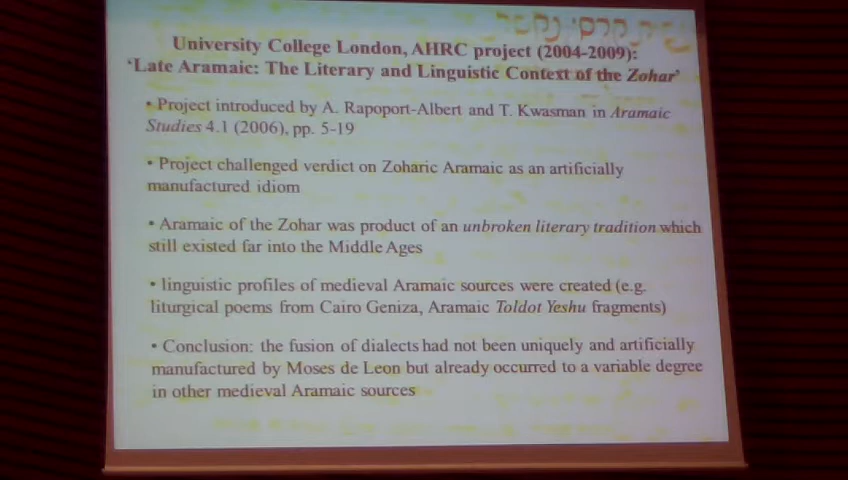 University College London, AHRC project (2004-2009):
‘Late Aramaic: The Literary and Linguistic Context of the Zohar’
• Project introduced by A. Rapoport-Albert and T. Kwasman in Aramaic
Studies 4.1 (2006), pp. 5-19
• Project challenged verdict on Zoharic Aramaic as an artificially
manufactured idiom
• Aramaic of the Zohar was product of an unbroken literary tradition which
still existed far into the Middle Ages
• linguistic profiles of medieval Aramaic sources were created (e.g.
liturgical poems from Cairo Geniza, Aramaic Toldot Yeshu fragments)
• Conclusion: the fusion of dialects had not been uniquely and artificially
manufactured by Moses de Leon but already occurred to a variable degree
in other medieval Aramaic sources